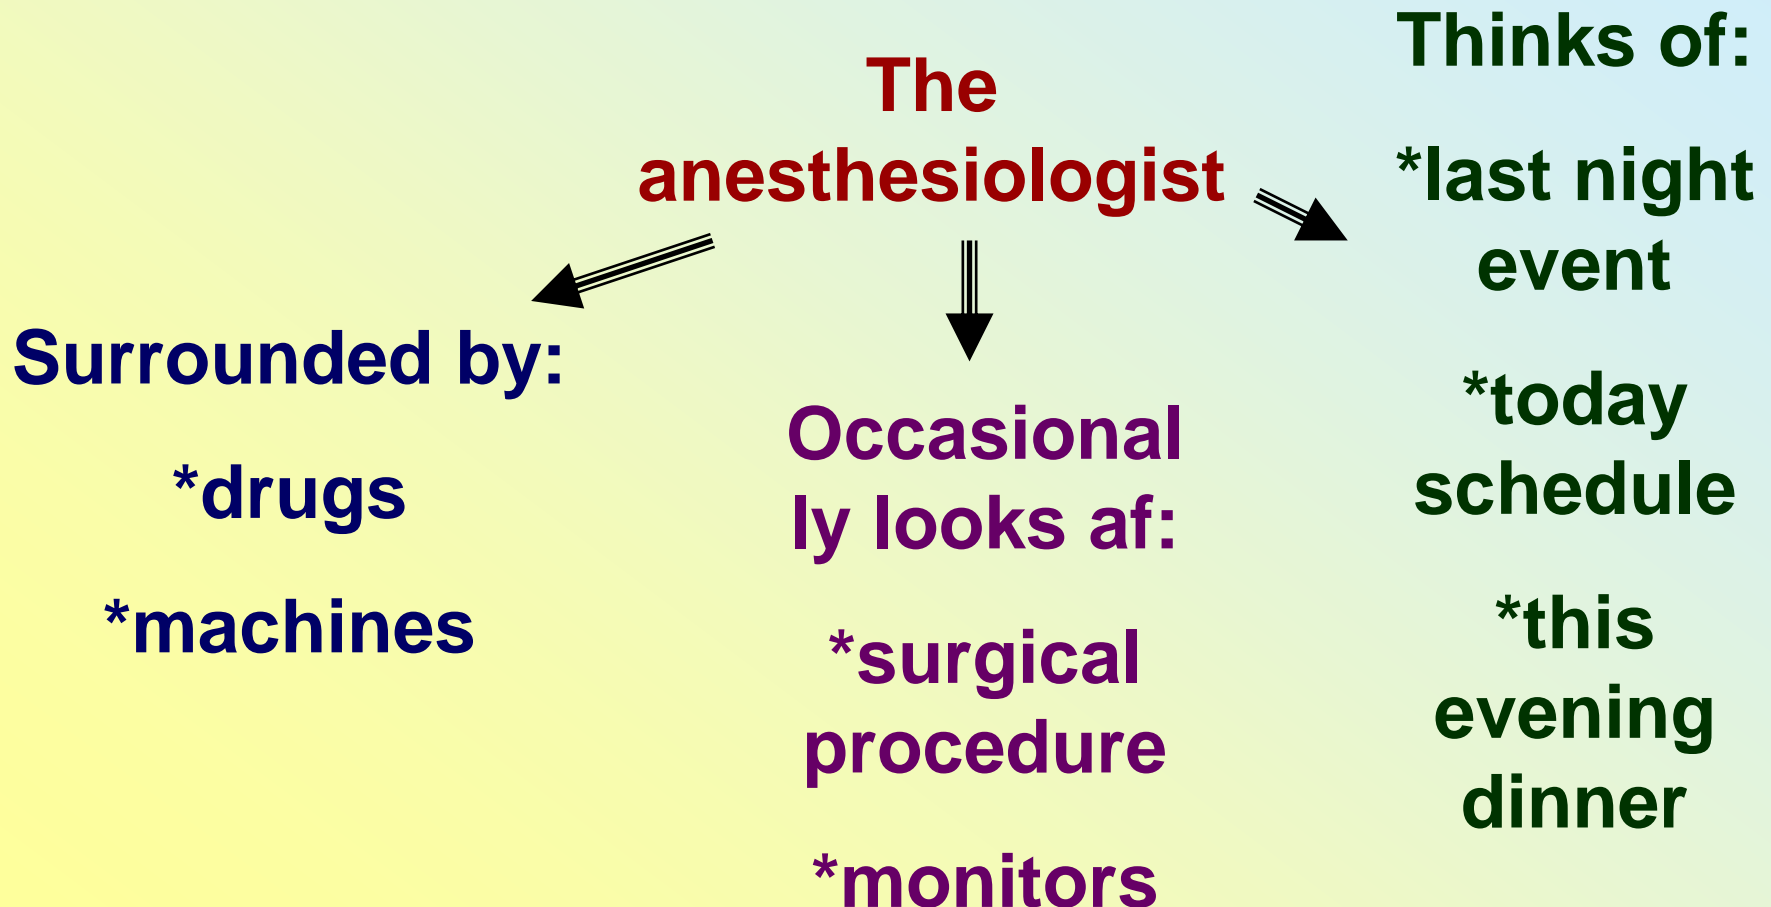 The
anesthesiologist
Surrounded by:
*drugs
*machines
Occasional
ly looks af:
*surgical
procedure
*monitors
Thinks of:
*last night
event
*today
schedule
*this
evening
dinner